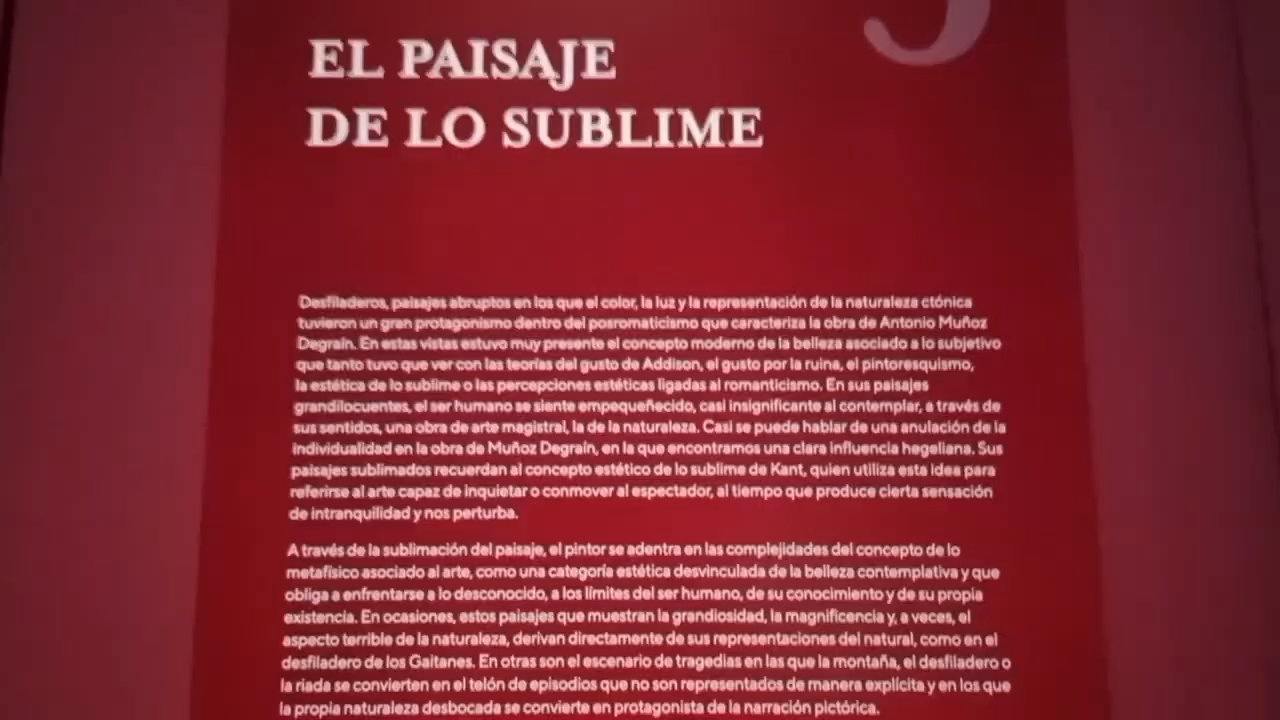 EL PAISAJE
DE LO SUBLIME
Desfiladeros, paisajes abruptos en los que el color, la luz y la representación de la naturaleza ctónica
tuvieron un gran protagonismo dentro del posromaticismo que caracteriza la obra de Antonio Muñoz
Degrain. En estas vistas estuvo muy presente el concepto moderno de la belleza asociado a lo subjetivo
que tanto tuvo que ver con las teorías del gusto de Addison, el gusto por la ruina, el pintoresquismo,
la estética de lo sublime o las percepciones estéticas ligadas al romanticismo. En sus paisajes
grandilocuentes, el ser humano se siente empequeñecido, casi insignificante al contemplar, a través de
sus sentidos, una obra de arte magistral, la de la naturaleza. Casi se puede hablar de una anulación de la
individualidad en la obra de Muñoz Degrain, en la que encontramos una clara influencia hegeliana. Sus
paisajes sublimados recuerdan al concepto estético de lo sublime de Kant, quien utiliza esta idea para
referirse al arte capaz de inquietar o conmover al espectador, al tiempo que produce cierta sensación
de intranquilidad y nos perturba.
A través de la sublimación del paisaje, el pintor se adentra en las complejidades del concepto de lo
metafísico asociado al arte, como una categoría estética desvinculada de la belleza contemplativa y que
obliga a enfrentarse a lo desconocido, a los límites del ser humano, de su conocimiento y de su propia
existencia. En ocasiones, estos paisajes que muestran la grandiosidad, la magnificencia y, a veces, el
aspecto terrible de la naturaleza, derivan directamente de sus representaciones del natural, como en el
desfiladero de los Gaitanes. En otras son el escenario de tragedias en las que la montaña, el desfiladero o
la riada se convierten en el telón de episodios que no son representados de manera explícita y en los que
la propia naturaleza desbocada se convierte en protagonista de la narración pictórica.